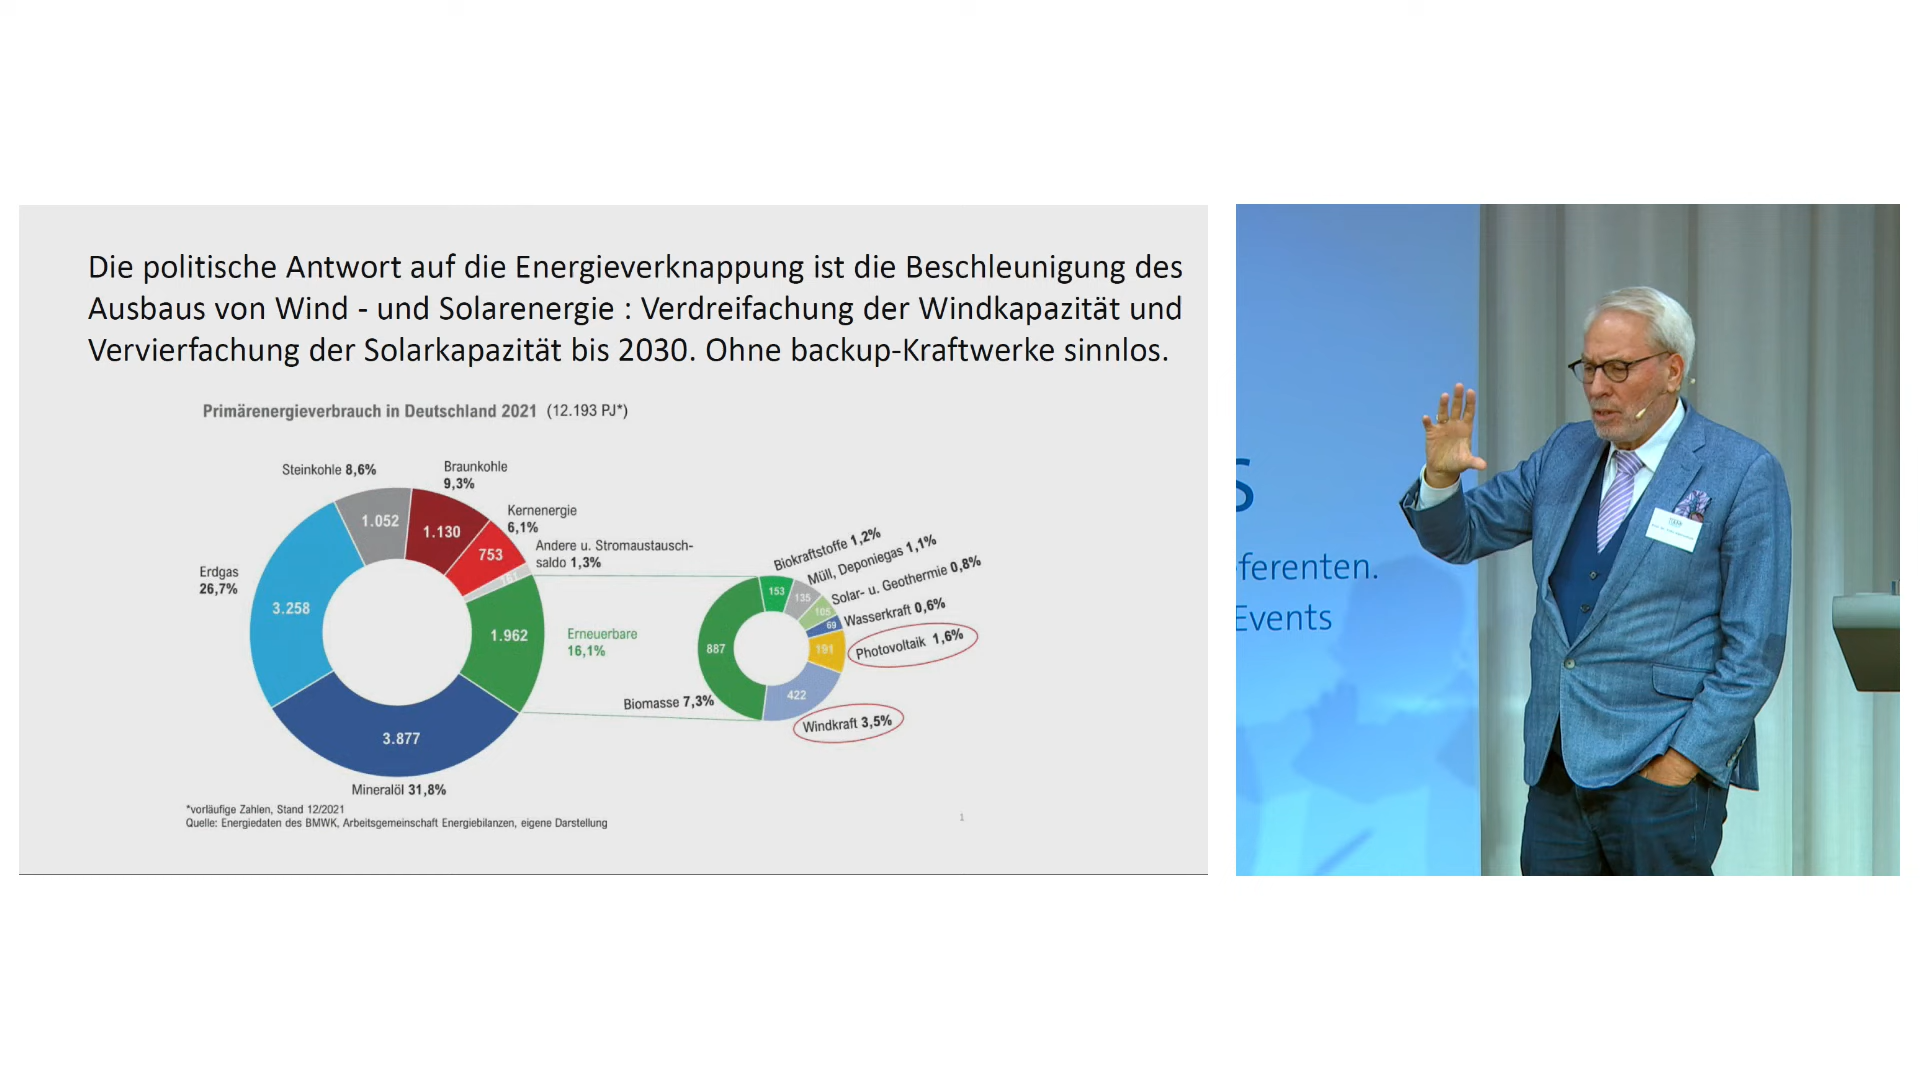 Die politische Antwort auf die Energieverknappung ist die Beschleunigung des
Ausbaus von Wind - und Solarenergie : Verdreifachung der Windkapazität und
Vervierfachung der Solarkapazität bis 2030. Ohne backup-Kraftwerke sinnlos.
Primärenergieverbrauch in Deutschland 2021 (12.193 PJ*)
Steinkohle 8,6%
Braunkohle
9,3%
Kernenergie
6,1%
Andere u. Stromaustausch-
saldo 1,3%
Erdgas
26,7%
1.052
1.130
753
3.258
1.962
3.877
Erneuerbare
16,1%
Mineralöl 31,8%
Biokraftstoffe 1,2%
Müll, Deponiegas 1,1%
Solar- u. Geothermie 0,8%
Wasserkraft 0,6%
Photovoltaik 1,6%
Windkraft 3,5%
Biomasse 7,3%
153
135
105
69
191
422
887
*vorläufige Zahlen, Stand 12/2021
Quelle: Energiedaten des BMWK, Arbeitsgemeinschaft Energiebilanzen, eigene Darstellung
1
s
ferenten.
Events